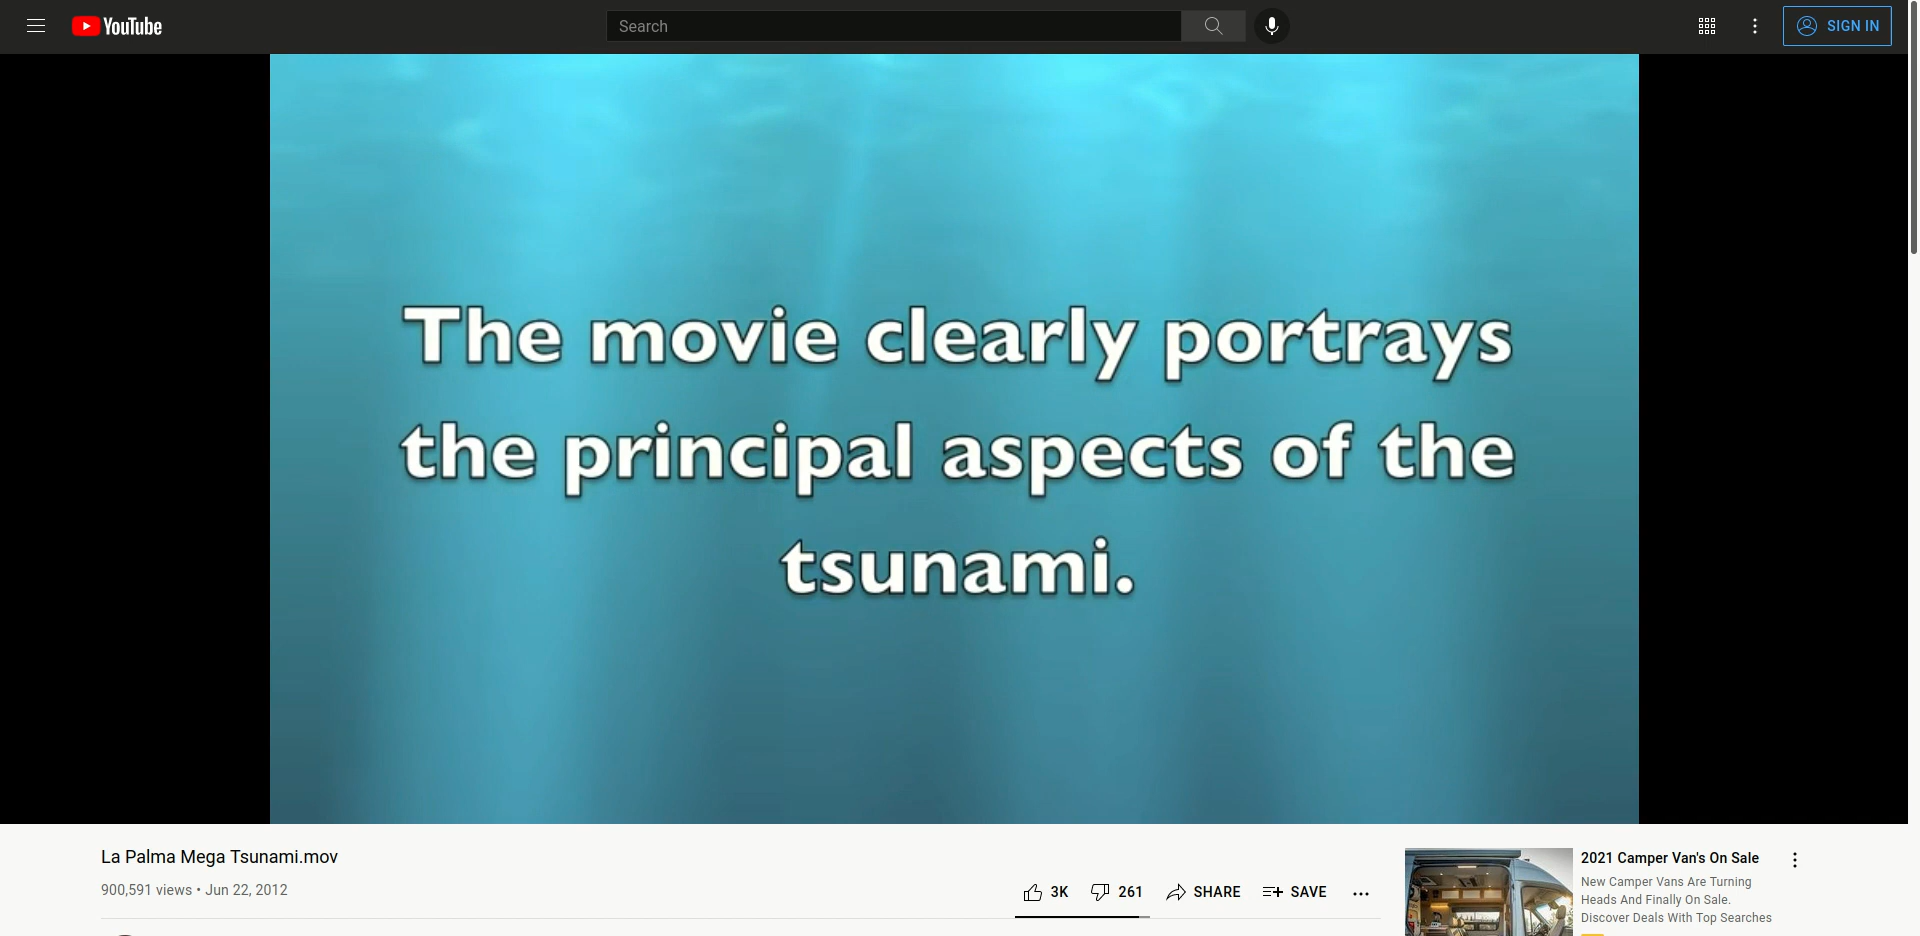 YouTube
Search
SIGN IN
The movie clearly portrays
the principal aspects of the
tsunami.
La Palma Mega Tsunami.mov
900,591 views • Jun 22, 2012
3K
261
SHARE
SAVE
2021 Camper Van's On Sale
New Camper Vans Are Turning
Heads And Finally On Sale.
Discover Deals With Top Searches